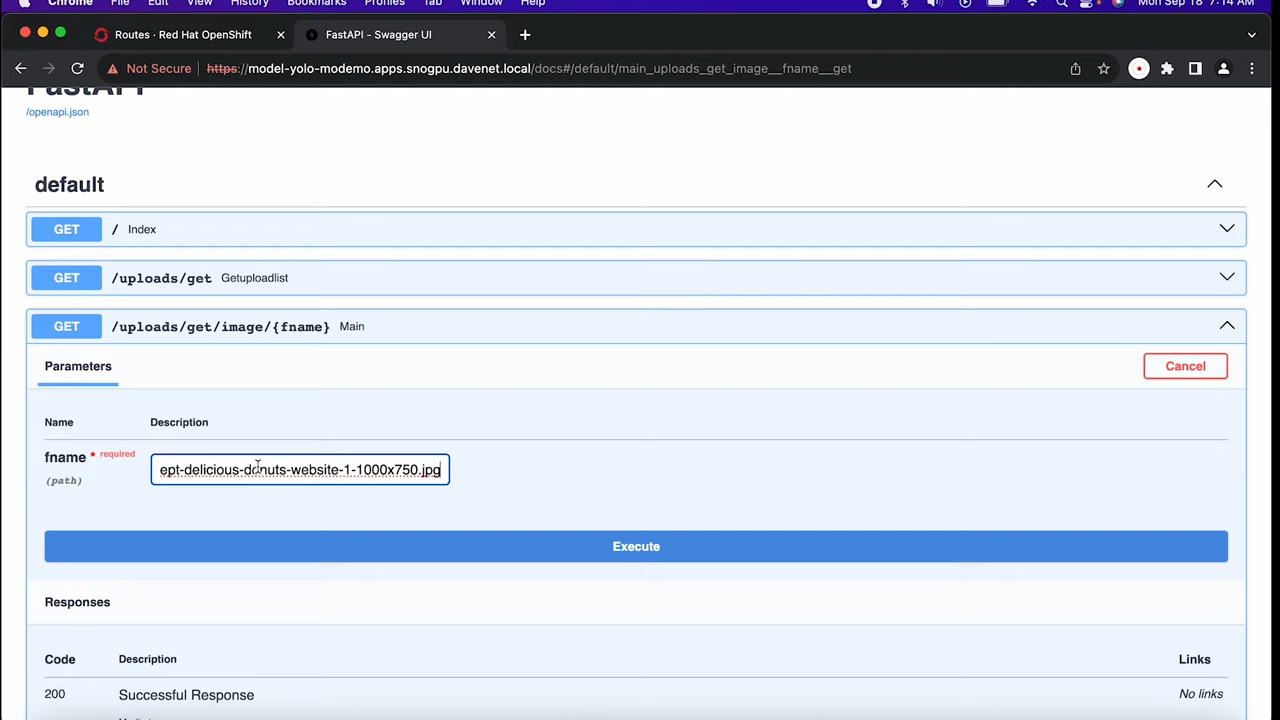 Chrome File Edit View History Bookmarks Profiles Tab Window Help Mon Sep 18 7:14 AM
Routes · Red Hat OpenShift FastAPI - Swagger UI
Not Secure https://model-yolo-modemo.apps.snogpu.davenet.local/docs#/default/main_uploads_get_image__fname__get
FastAPI
/openapi.json
default
GET / Index
GET /uploads/get Getuploadlist
GET /uploads/get/image/{fname} Main
Parameters Cancel
Name Description
fname * required ept-delicious-donuts-website-1-1000x750.jpg
(path)
Execute
Responses
Code Description Links
200 Successful Response No links